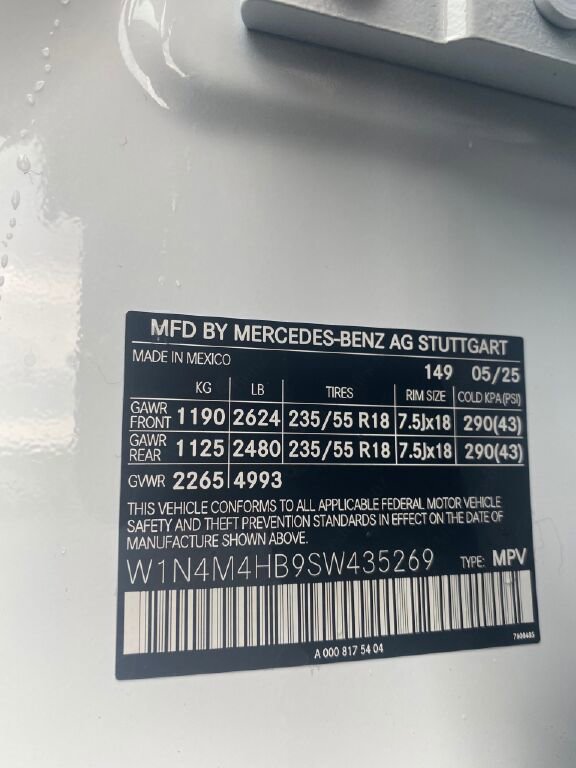 MFD BY MERCEDES-BENZ AG STUTTGART
MADE IN MEXICO 149 05/25
KG LB TIRES RIM SIZE COLD KPA(PSI)
GAWR FRONT 1190 2624 235/55 R18 7.5Jx18 290(43)
GAWR REAR 1125 2480 235/55 R18 7.5Jx18 290(43)
GVWR 2265 4993
THIS VEHICLE CONFORMS TO ALL APPLICABLE FEDERAL MOTOR VEHICLE
SAFETY AND THEFT PREVENTION STANDARDS IN EFFECT ON THE DATE OF
MANUFACTURE SHOWN ABOVE.
W1N4M4HB9SW435269 TYPE: MPV
A 000 817 54 04